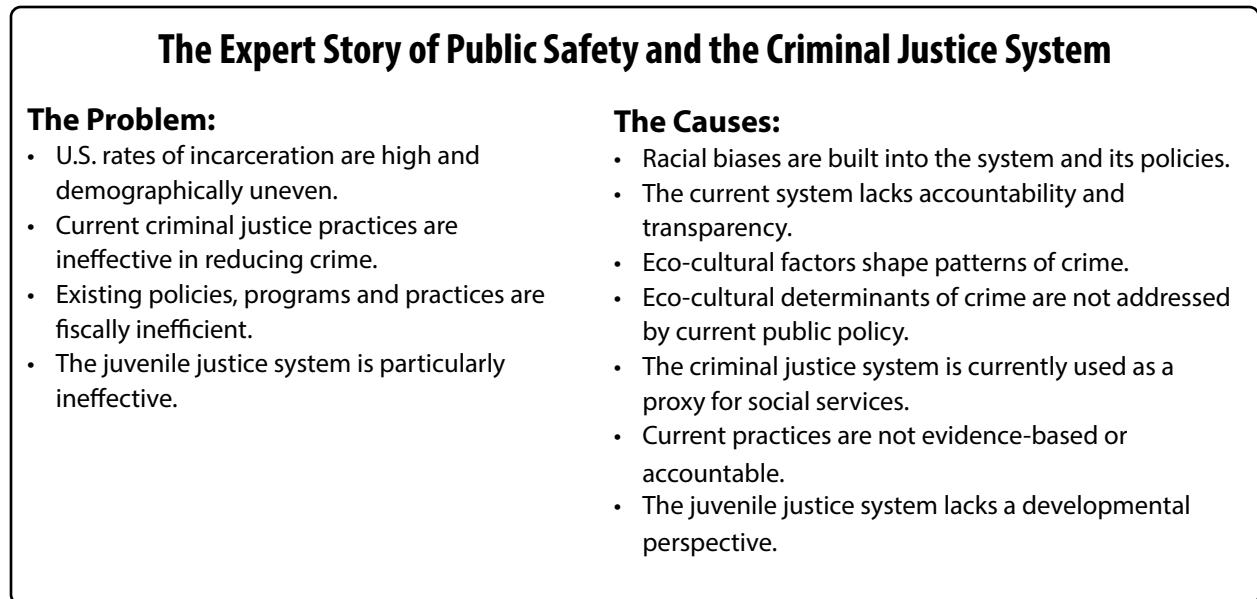 The Expert Story of Public Safety and the Criminal Justice System
The Problem:
• U.S. rates of incarceration are high and
demographically uneven.
• Current criminal justice practices are
ineffective in reducing crime.
• Existing policies, programs and practices are
fiscally inefficient.
• The juvenile justice system is particularly
ineffective.
The Causes:
• Racial biases are built into the system and its policies.
• The current system lacks accountability and
transparency.
• Eco-cultural factors shape patterns of crime.
• Eco-cultural determinants of crime are not addressed
by current public policy.
• The criminal justice system is currently used as a
proxy for social services.
• Current practices are not evidence-based or
accountable.
• The juvenile justice system lacks a developmental
perspective.